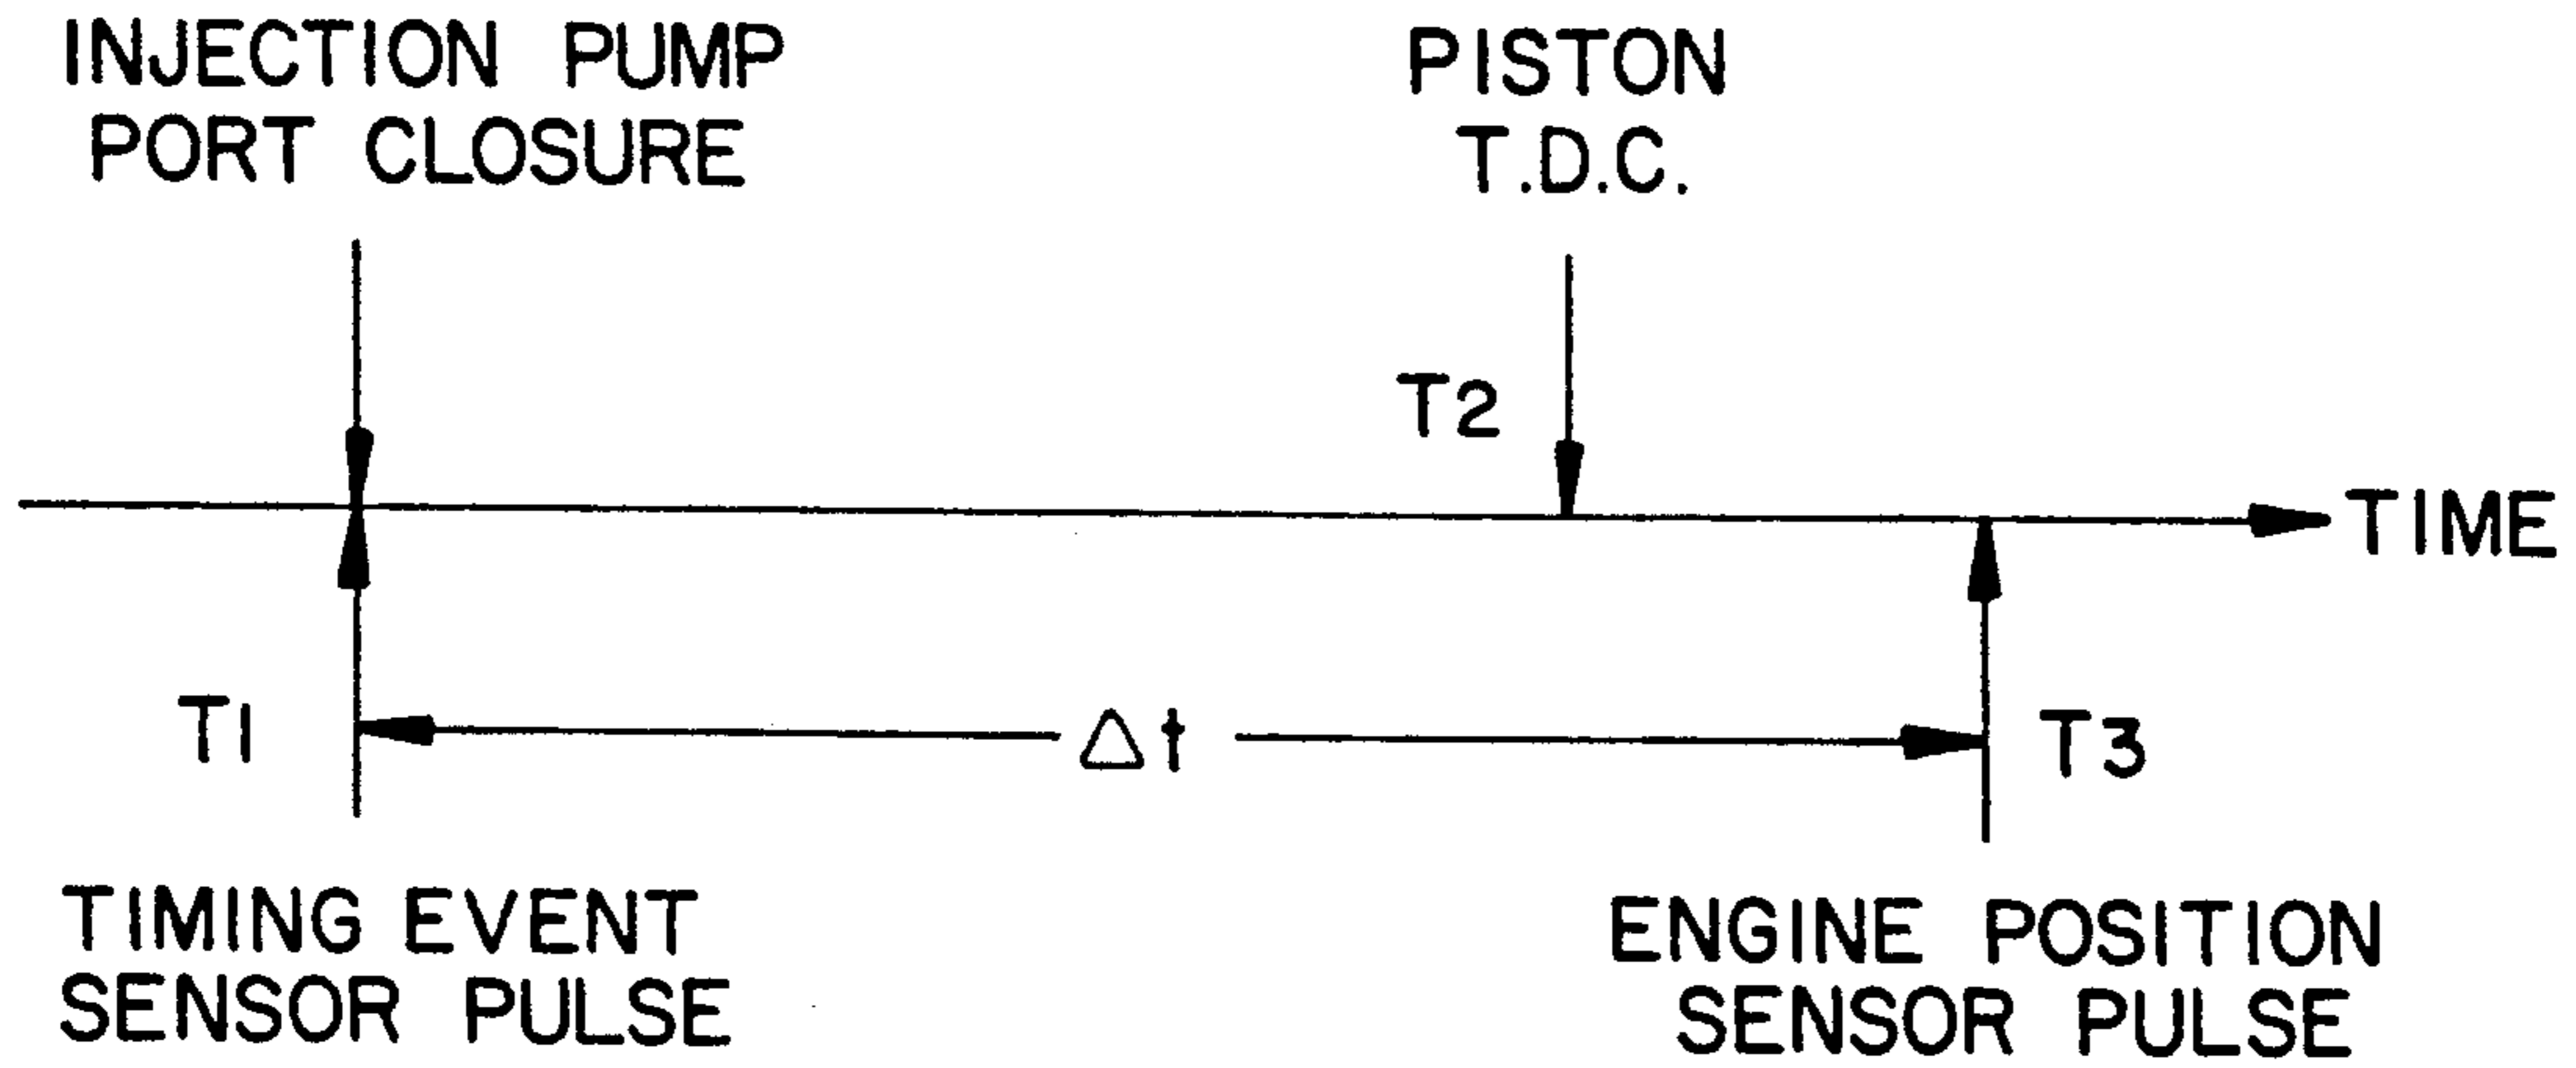 INJECTION PUMP
PORT CLOSURE
PISTON
T.D.C.
T2
TIME
T1
Δt
T3
TIMING EVENT
SENSOR PULSE
ENGINE POSITION
SENSOR PULSE